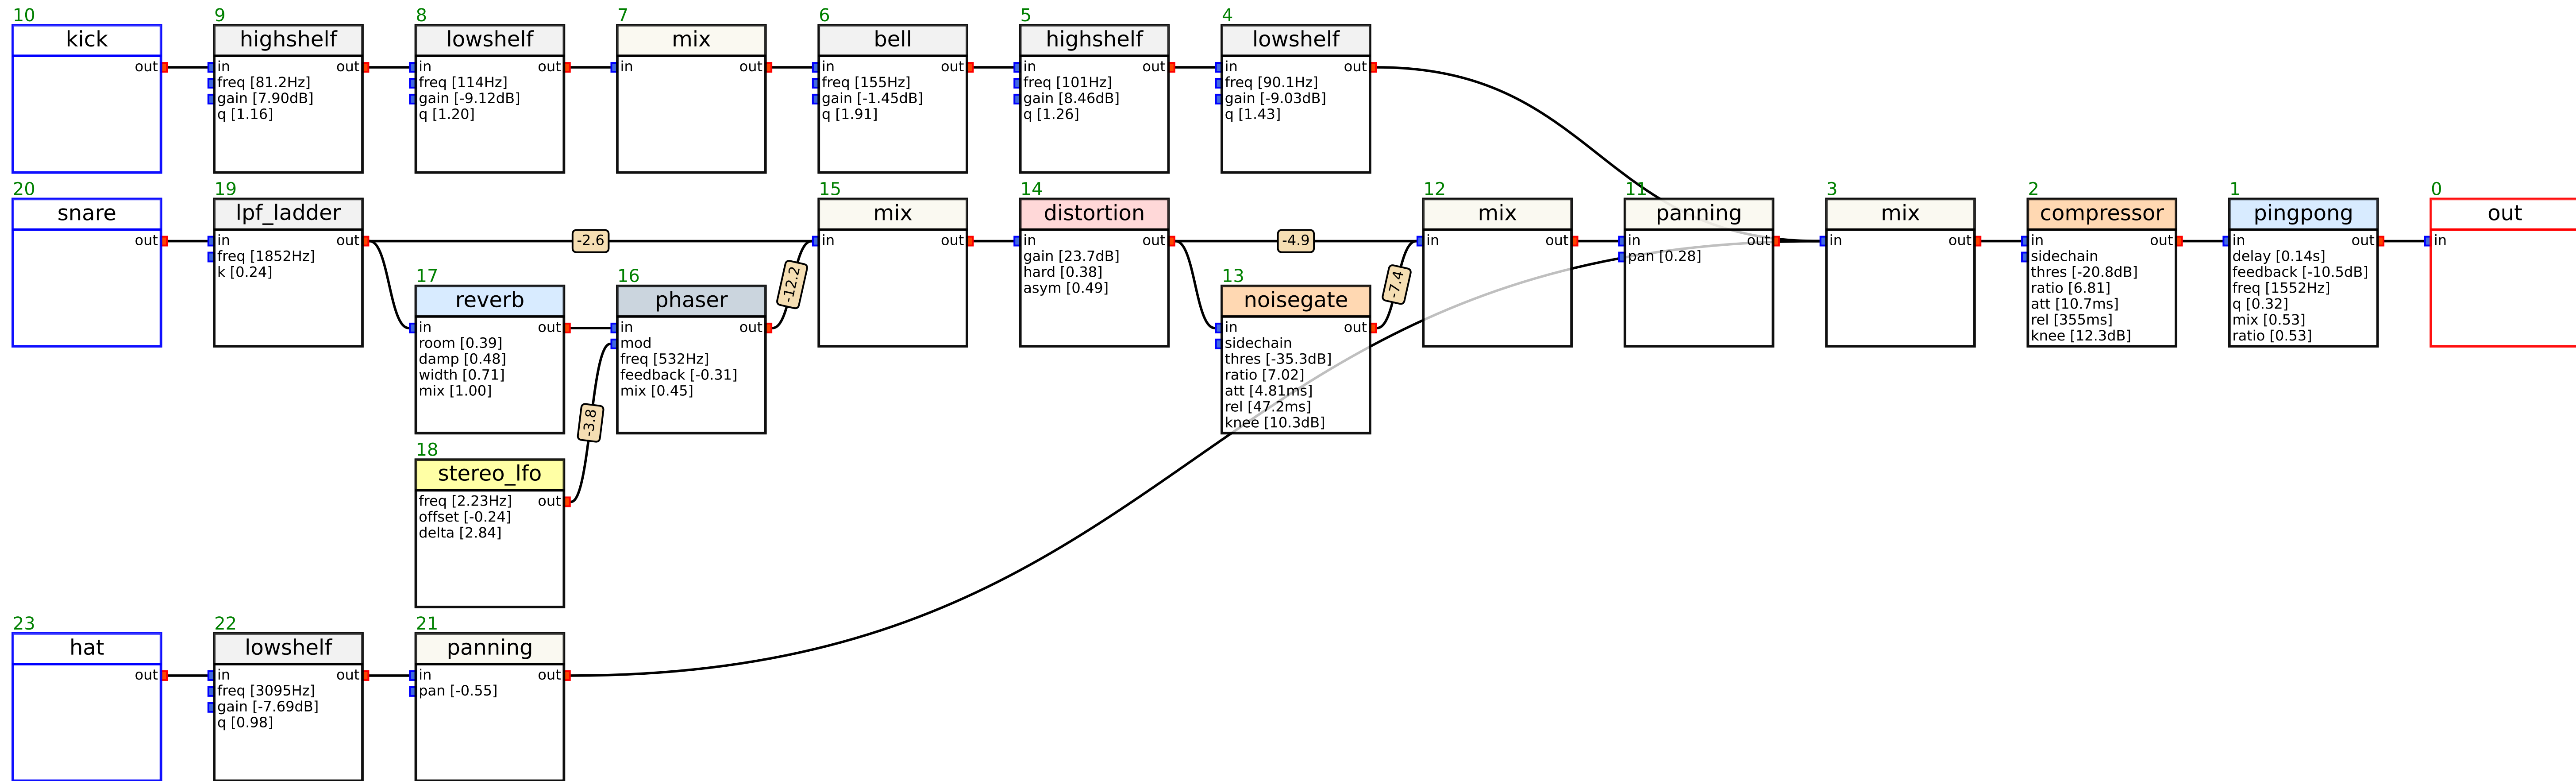 10
kick
out
9
highshelf
in out
freq [81.2Hz]
gain [7.90dB]
q [1.16]
8
lowshelf
in out
freq [114Hz]
gain [-9.12dB]
q [1.20]
7
mix
in out
6
bell
in out
freq [155Hz]
gain [-1.45dB]
q [1.91]
5
highshelf
in out
freq [101Hz]
gain [8.46dB]
q [1.26]
4
lowshelf
in out
freq [90.1Hz]
gain [-9.03dB]
q [1.43]
20
snare
out
19
lpf_ladder
in out
freq [1852Hz]
k [0.24]
-2.6
17
reverb
in out
room [0.39]
damp [0.48]
width [0.71]
mix [1.00]
16
phaser
in out
mod
freq [532Hz]
feedback [-0.31]
mix [0.45]
-12.2
18
stereo_lfo
freq [2.23Hz] out
offset [-0.24]
delta [2.84]
-3.8
15
mix
in out
14
distortion
in out
gain [23.7dB]
hard [0.38]
asym [0.49]
-4.9
13
noisegate
in out
sidechain
thres [-35.3dB]
ratio [7.02]
att [4.81ms]
rel [47.2ms]
knee [10.3dB]
-7.4
12
mix
in out
11
panning
in out
pan [0.28]
3
mix
in out
2
compressor
in out
sidechain
thres [-20.8dB]
ratio [6.81]
att [10.7ms]
rel [355ms]
knee [12.3dB]
1
pingpong
in out
delay [0.14s]
feedback [-10.5dB]
freq [1552Hz]
q [0.32]
mix [0.53]
ratio [0.53]
0
out
in
23
hat
out
22
lowshelf
in out
freq [3095Hz]
gain [-7.69dB]
q [0.98]
21
panning
in out
pan [-0.55]